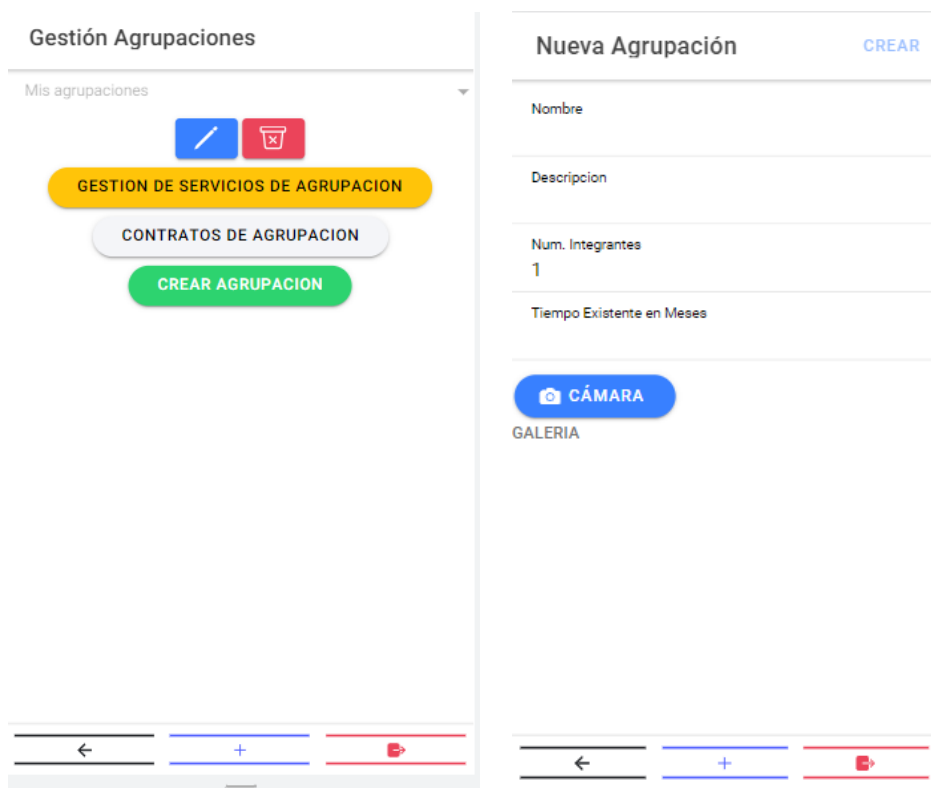 Gestión Agrupaciones
Mis agrupaciones
GESTION DE SERVICIOS DE AGRUPACION
CONTRATOS DE AGRUPACION
CREAR AGRUPACION
Nueva Agrupación
CREAR
Nombre
Descripcion
Num. Integrantes
1
Tiempo Existente en Meses
CÁMARA
GALERIA